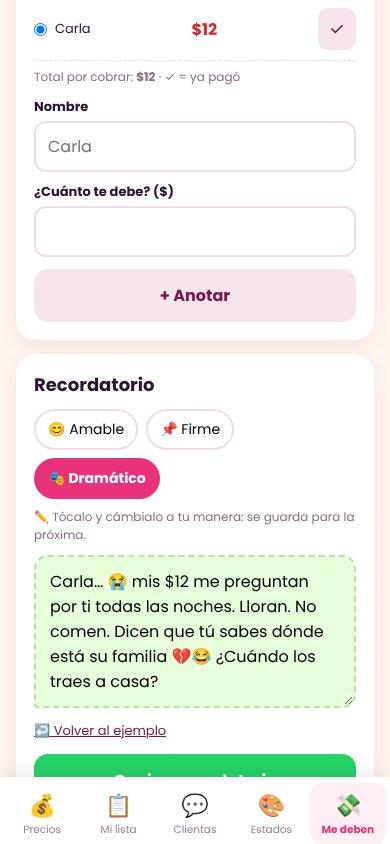 Carla
$12
✓
Total por cobrar: $12 · ✓ = ya pagó
Nombre
Carla
¿Cuánto te debe? ($)
+ Anotar
Recordatorio
😊 Amable
📌 Firme
🎭 Dramático
✏️ Tócalo y cámbialo a tu manera: se guarda para la
próxima.
Carla... 😭 mis $12 me preguntan
por ti todas las noches. Lloran. No
comen. Dicen que tú sabes dónde
está su familia 💔😂 ¿Cuándo los
traes a casa?
↩️ Volver al ejemplo
💰 Precios
📋 Mi lista
💬 Clientas
🎨 Estados
💸 Me deben